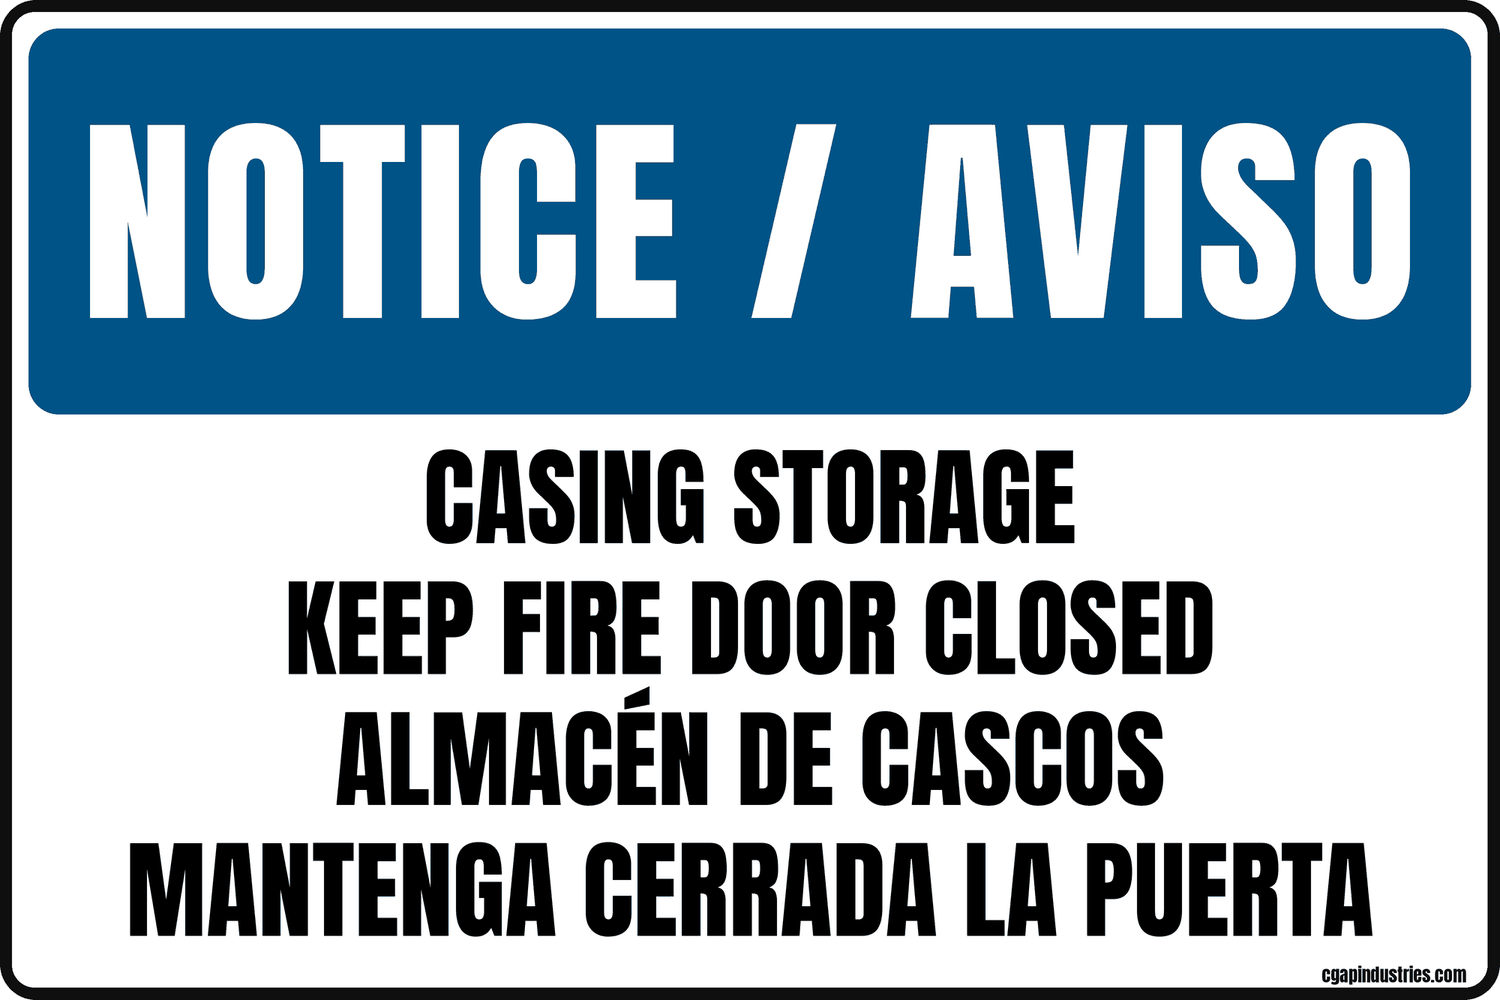 NOTICE / AVISO
CASING STORAGE
KEEP FIRE DOOR CLOSED
ALMACÉN DE CASCOS
MANTENGA CERRADA LA PUERTA
cgapindustries.com